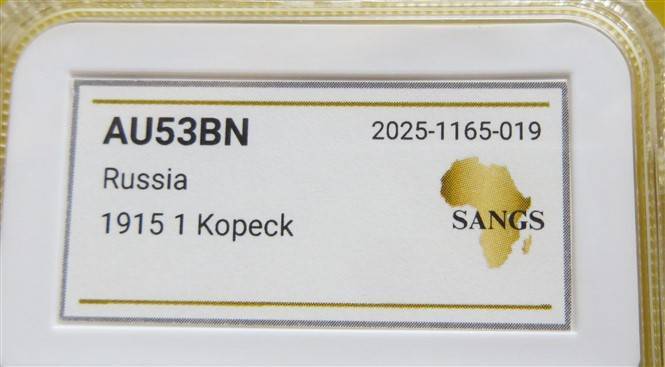 AU53BN 2025-1165-019
Russia
1915 1 Kopeck
SANGS